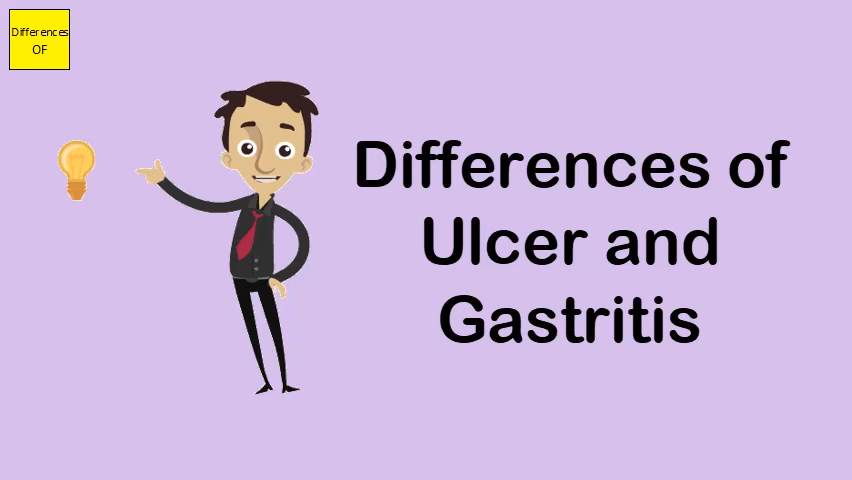 Differences
OF
Differences of
Ulcer and
Gastritis